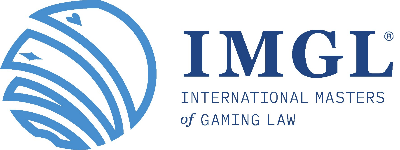 IMGL®
INTERNATIONAL MASTERS
of GAMING LAW